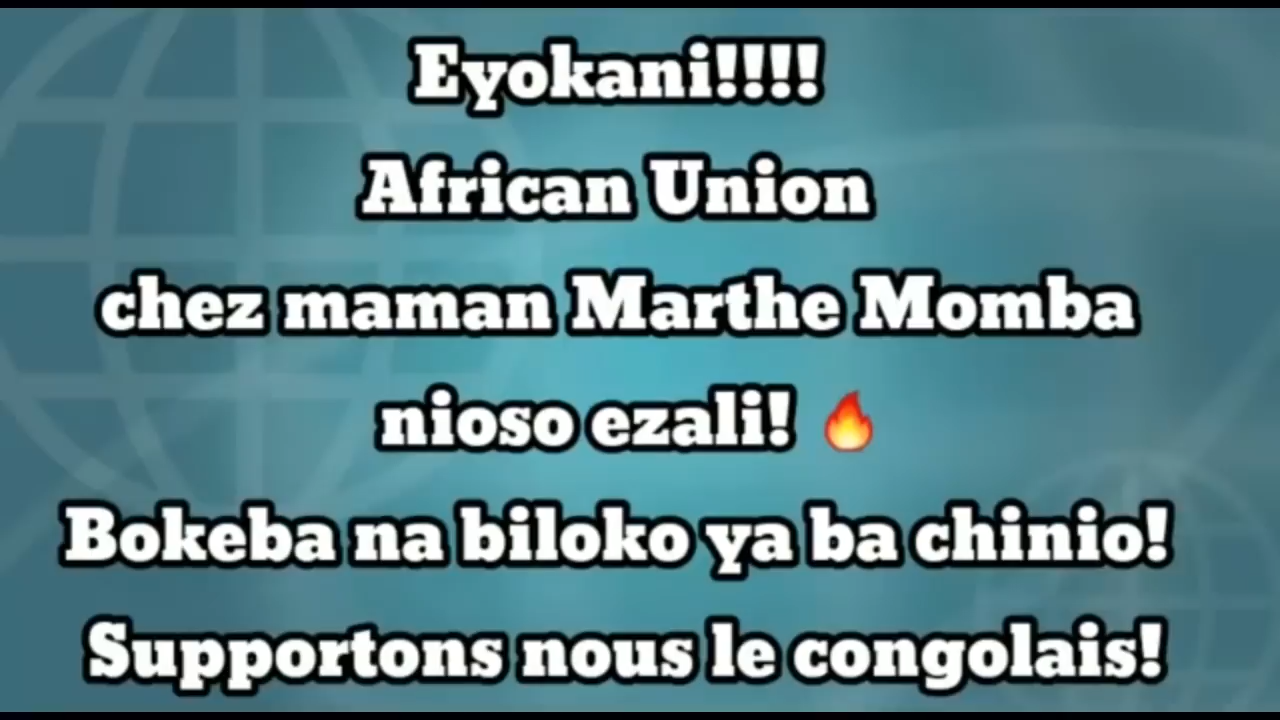 Eyokani!!!!
African Union
chez maman Marthe Momba
nioso ezali! 🔥
Bokeba na biloko ya ba chinio!
Supportons nous le congolais!